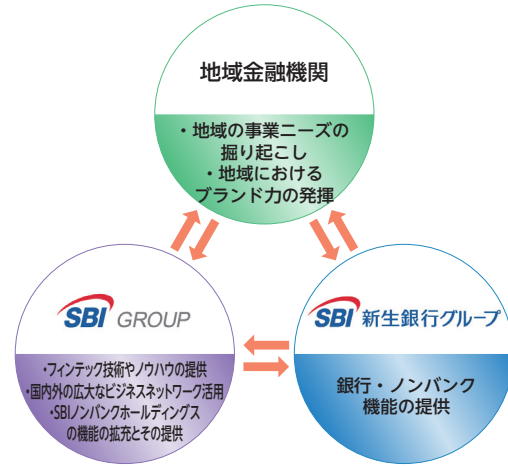 地域金融機関
・地域の事業ニーズの
掘り起こし
・地域における
ブランド力の発揮
SBI GROUP
・フィンテック技術やノウハウの提供
・国内外の広大なビジネスネットワーク活用
・SBIノンバンクホールディングス
の機能の拡充とその提供
SBI 新生銀行グループ
銀行・ノンバンク
機能の提供